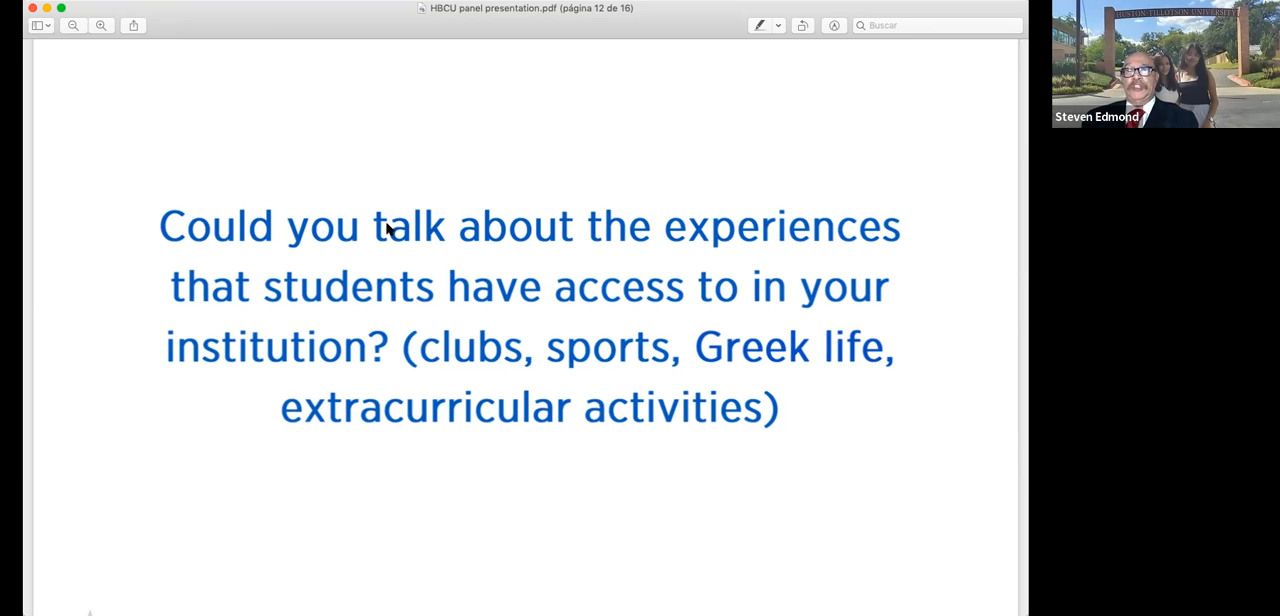 HBCU panel presentation.pdf (página 12 de 16)
Buscar
Could you talk about the experiences
that students have access to in your
institution? (clubs, sports, Greek life,
extracurricular activities)
HUSTON-TILLOTSON UNIVERSITY
Steven Edmond